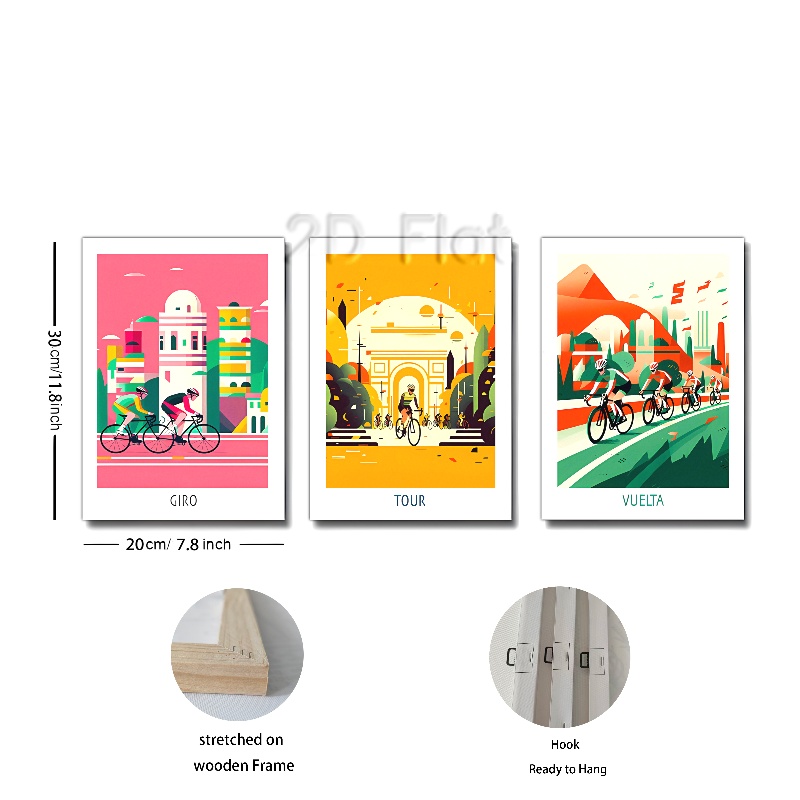 2D Flat
30cm/11.8inch
GIRO
TOUR
VUELTA
20cm/ 7.8 inch
stretched on
wooden Frame
Hook
Ready to Hang